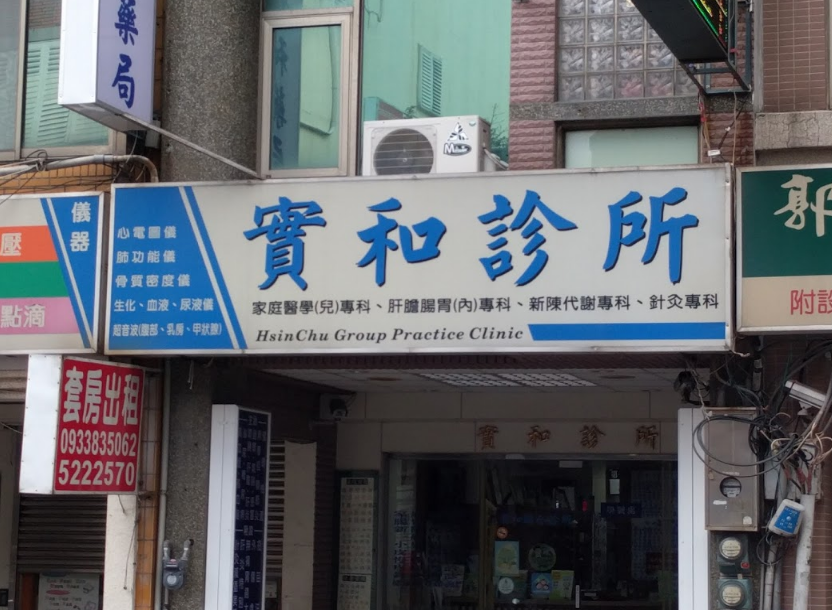 藥局
儀器
壓
點滴
心電圖儀
肺功能儀
骨質密度儀
生化、血液、尿液儀
超音波(腹部、乳房、甲狀腺)
實和診所
家庭醫學(兒)專科、肝膽腸胃(內)專科、新陳代謝專科、針灸專科
HsinChu Group Practice Clinic
郭
附設
套房出租
0933835062
5222570
實和診所